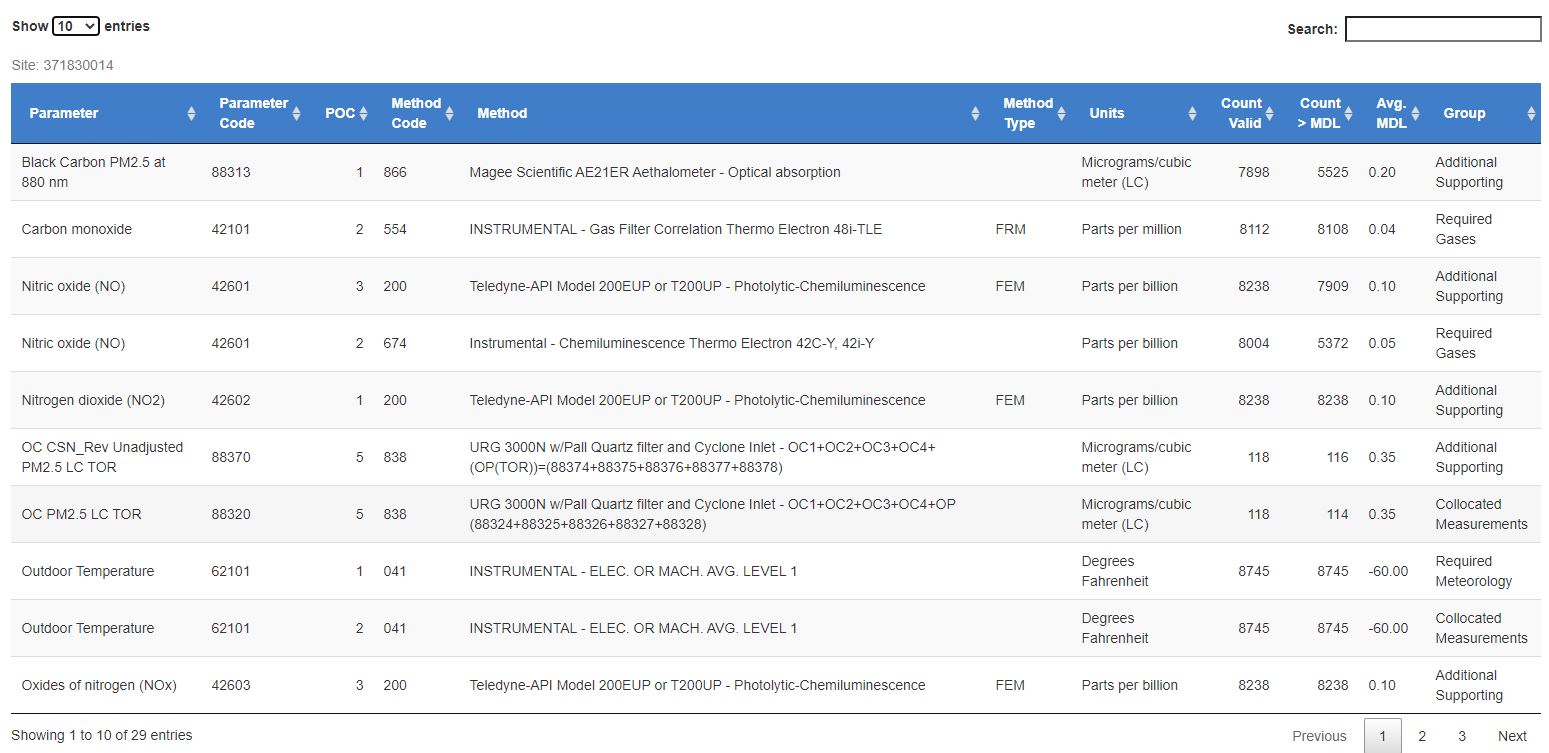 Show 10 entries
Search:
Site: 371830014
Parameter Parameter Code POC Method Code Method Method Type Units Count Valid Count > MDL Avg. MDL Group
Black Carbon PM2.5 at 880 nm 88313 1 866 Magee Scientific AE21ER Aethalometer - Optical absorption Micrograms/cubic meter (LC) 7898 5525 0.20 Additional Supporting
Carbon monoxide 42101 2 554 INSTRUMENTAL - Gas Filter Correlation Thermo Electron 48i-TLE FRM Parts per million 8112 8108 0.04 Required Gases
Nitric oxide (NO) 42601 3 200 Teledyne-API Model 200EUP or T200UP - Photolytic-Chemiluminescence FEM Parts per billion 8238 7909 0.10 Additional Supporting
Nitric oxide (NO) 42601 2 674 Instrumental - Chemiluminescence Thermo Electron 42C-Y, 42i-Y Parts per billion 8004 5372 0.05 Required Gases
Nitrogen dioxide (NO2) 42602 1 200 Teledyne-API Model 200EUP or T200UP - Photolytic-Chemiluminescence FEM Parts per billion 8238 8238 0.10 Additional Supporting
OC CSN_Rev Unadjusted PM2.5 LC TOR 88370 5 838 URG 3000N w/Pall Quartz filter and Cyclone Inlet - OC1+OC2+OC3+OC4+(OP(TOR))=(88374+88375+88376+88377+88378) Micrograms/cubic meter (LC) 118 116 0.35 Additional Supporting
OC PM2.5 LC TOR 88320 5 838 URG 3000N w/Pall Quartz filter and Cyclone Inlet - OC1+OC2+OC3+OC4+OP (88324+88325+88326+88327+88328) Micrograms/cubic meter (LC) 118 114 0.35 Collocated Measurements
Outdoor Temperature 62101 1 041 INSTRUMENTAL - ELEC. OR MACH. AVG. LEVEL 1 Degrees Fahrenheit 8745 8745 -60.00 Required Meteorology
Outdoor Temperature 62101 2 041 INSTRUMENTAL - ELEC. OR MACH. AVG. LEVEL 1 Degrees Fahrenheit 8745 8745 -60.00 Collocated Measurements
Oxides of nitrogen (NOx) 42603 3 200 Teledyne-API Model 200EUP or T200UP - Photolytic-Chemiluminescence FEM Parts per billion 8238 8238 0.10 Additional Supporting
Showing 1 to 10 of 29 entries
Previous 1 2 3 Next